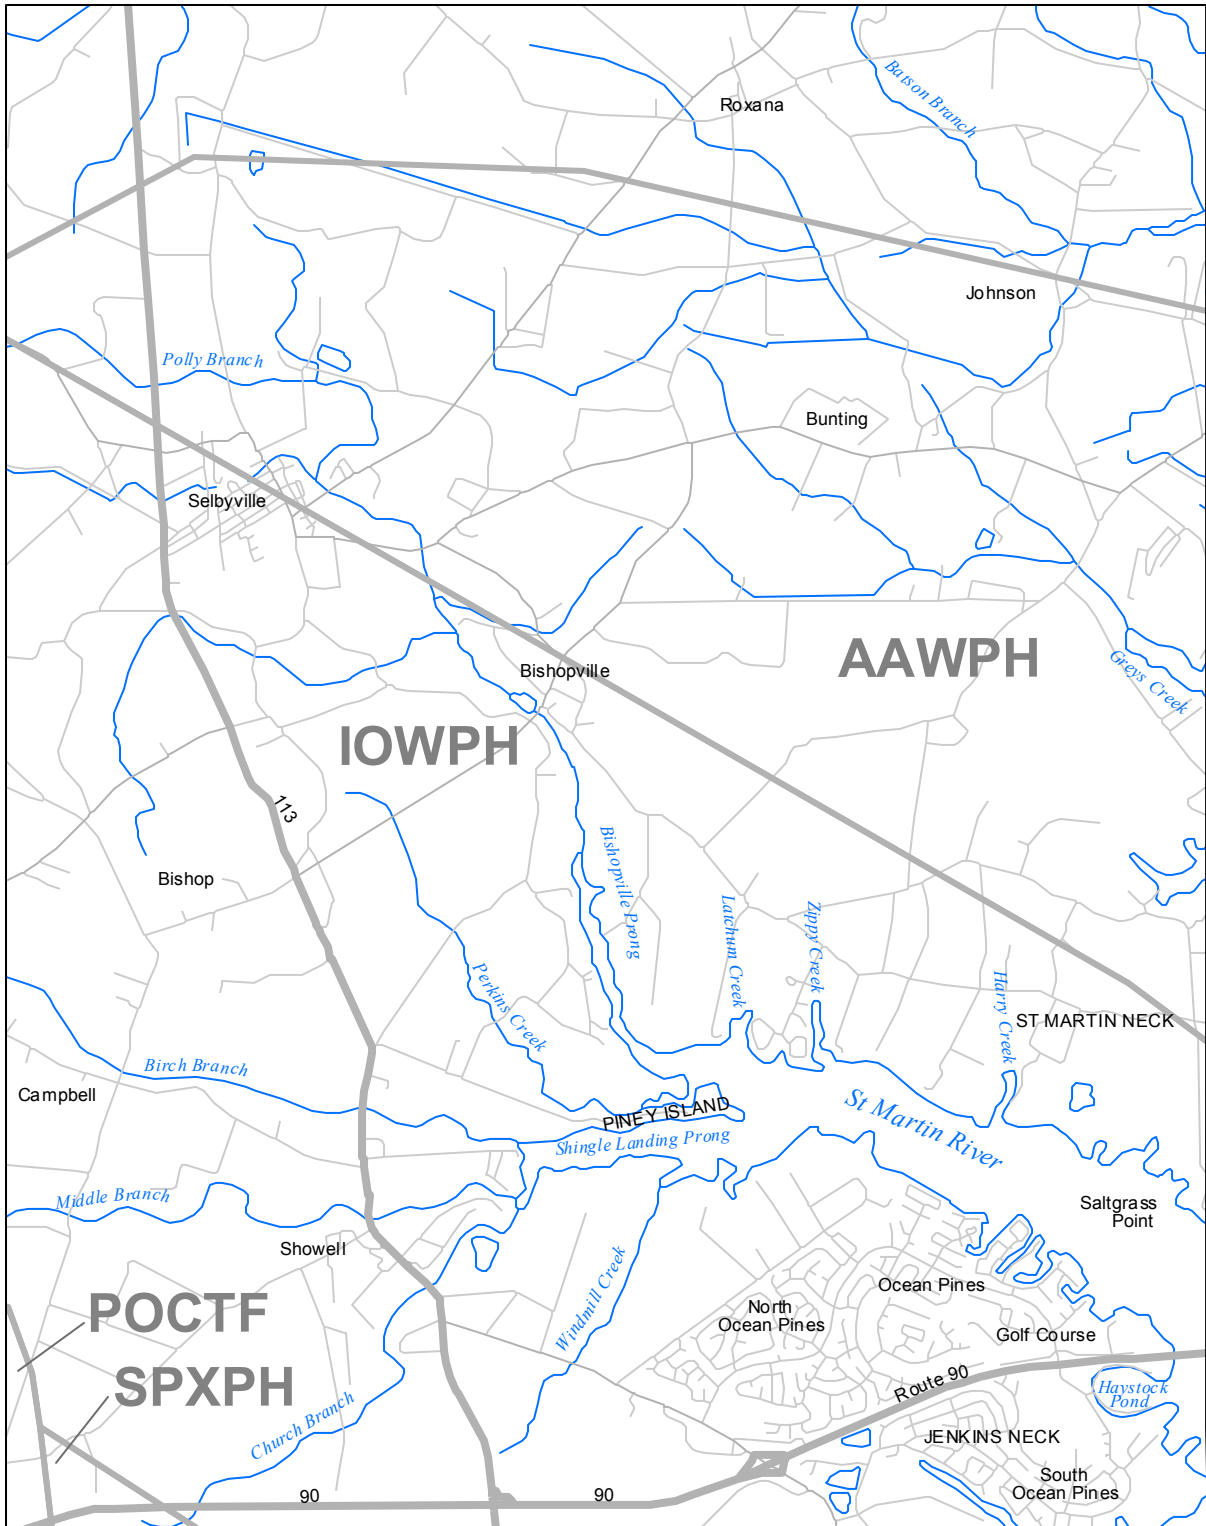 Roxana
Batson Branch
Johnson
Polly Branch
Bunting
Selbyville
AAWPH
Bishopville
Greys Creek
IOWPH
113
Bishop
Bishopville Prong
Latchum Creek
Zippy Creek
Perkins Creek
Harry Creek
ST MARTIN NECK
Birch Branch
Campbell
PINEY ISLAND
St Martin River
Shingle Landing Prong
Middle Branch
Saltgrass
Point
Showell
Windmill Creek
Ocean Pines
POCTF
North
Ocean Pines
Golf Course
SPXPH
Route 90
Haystock
Pond
Church Branch
JENKINS NECK
South
Ocean Pines
90
90